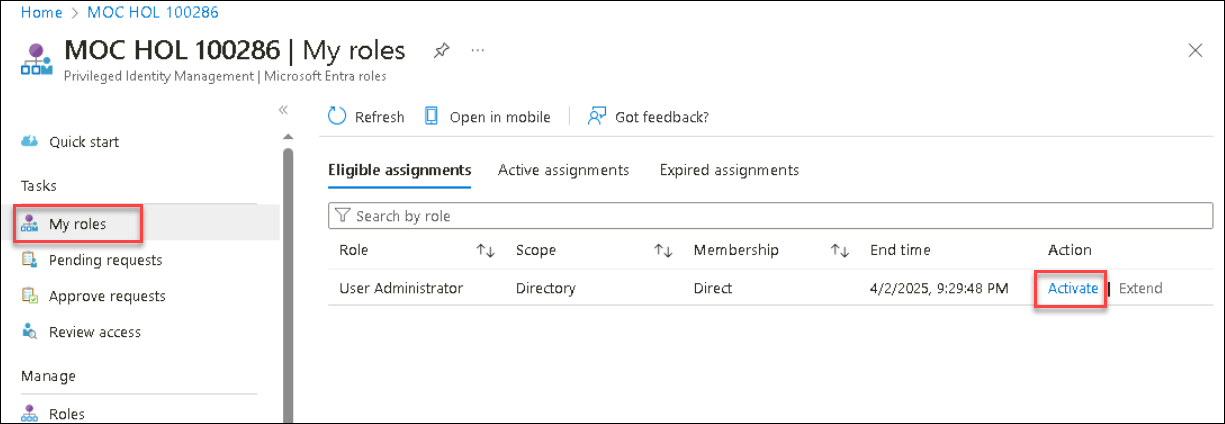 Home > MOC HOL 100286
MOC HOL 100286 | My roles ...
Privileged Identity Management | Microsoft Entra roles
«
Quick start
Tasks
My roles
Pending requests
Approve requests
Review access
Manage
Roles
Refresh Open in mobile Got feedback?
Eligible assignments Active assignments Expired assignments
Search by role
Role Scope Membership End time Action
User Administrator Directory Direct 4/2/2025, 9:29:48 PM Activate | Extend